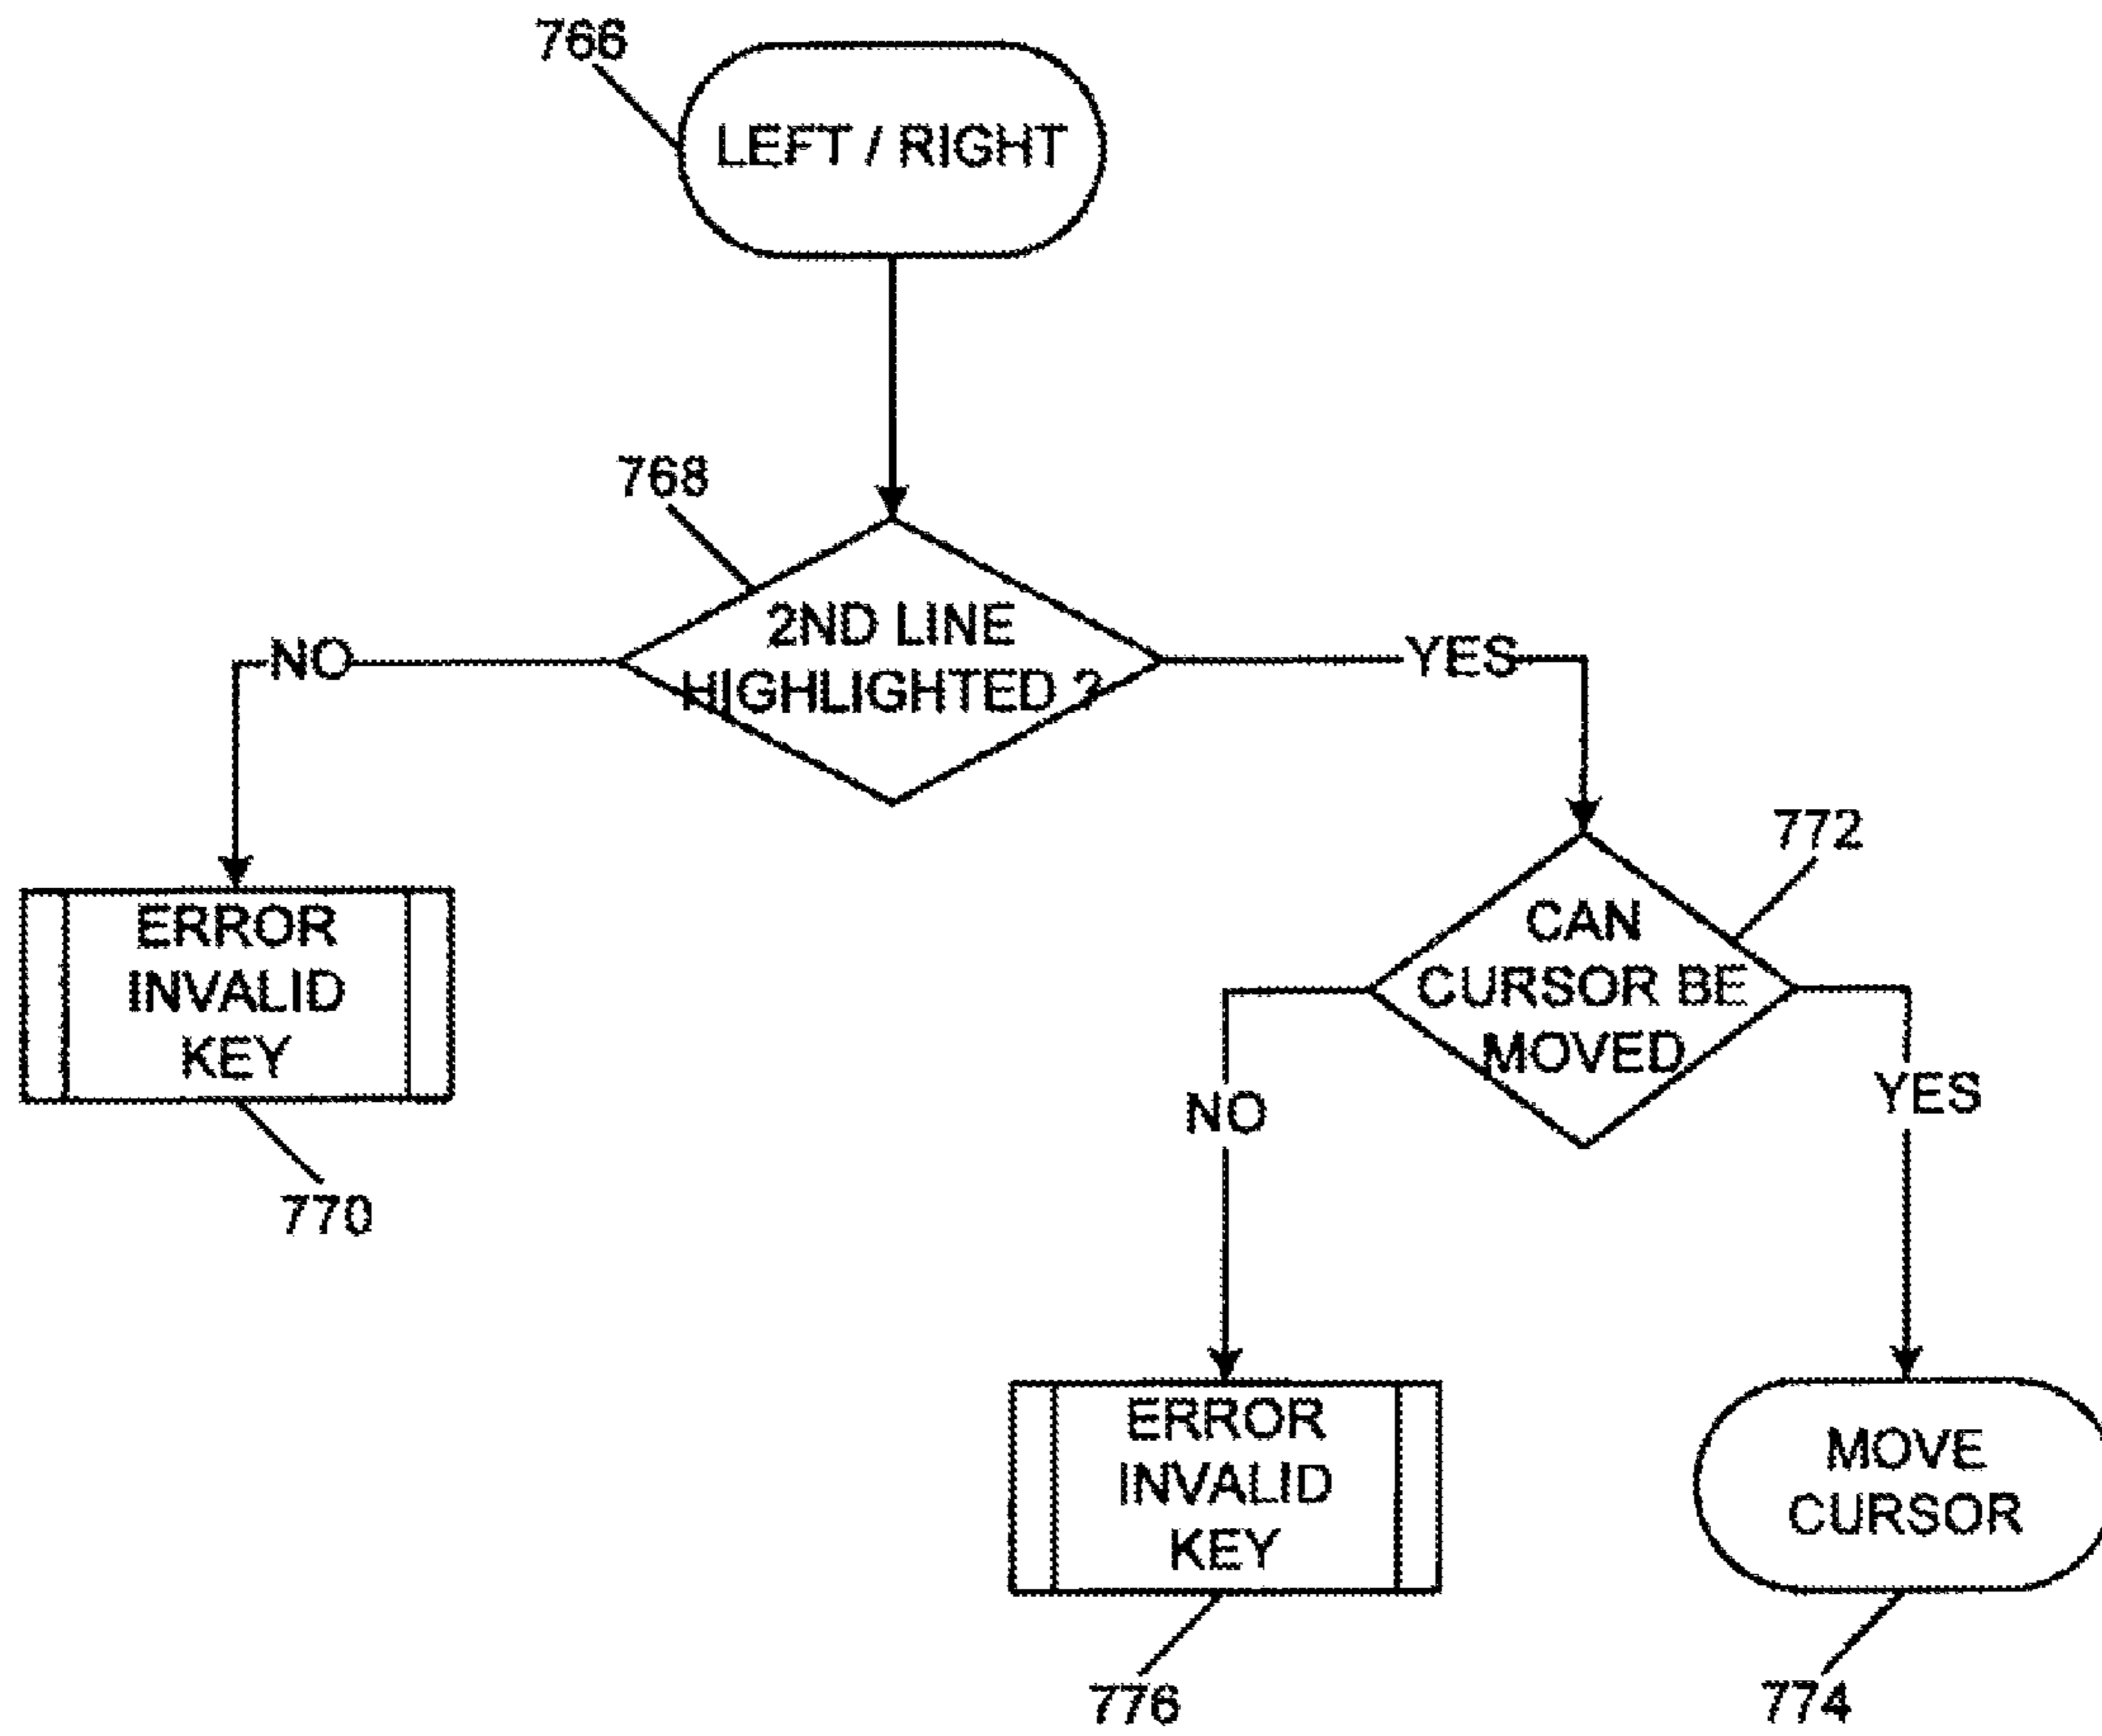 766
LEFT / RIGHT
768
2ND LINE
HIGHLIGHTED ?
NO
YES
772
ERROR
INVALID
KEY
CAN
CURSOR BE
MOVED
NO
YES
770
ERROR
INVALID
KEY
MOVE
CURSOR
776
774